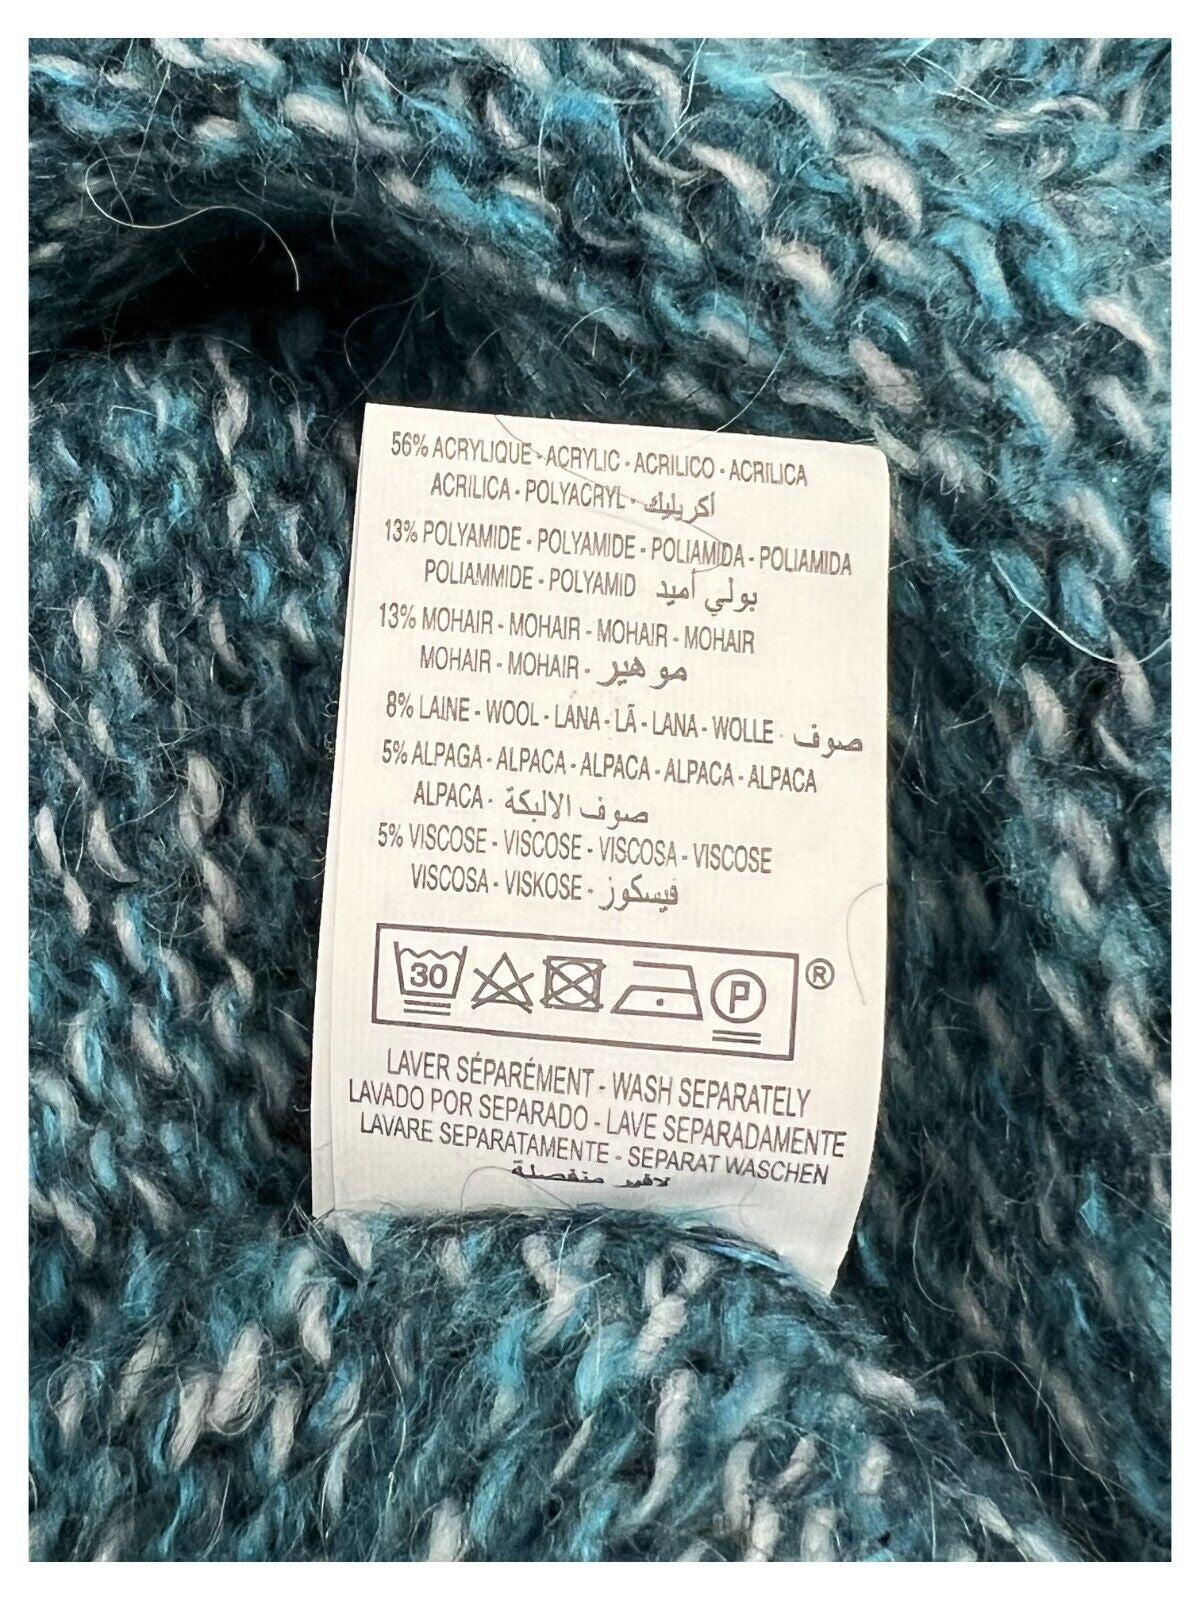 56% ACRYLIQUE - ACRYLIC - ACRILICO - ACRILICA
ACRILICA - POLYACRYL - اكريليك
13% POLYAMIDE - POLYAMIDE - POLIAMIDA - POLIAMIDA
POLIAMMIDE - POLYAMID بولي أميد
13% MOHAIR - MOHAIR - MOHAIR - MOHAIR
MOHAIR - MOHAIR - مو هير
8% LAINE - WOOL - LANA - LÃ - LANA - WOLLE صوف
5% ALPAGA - ALPACA - ALPACA - ALPACA - ALPACA
ALPACA - صوف الالبكة
5% VISCOSE - VISCOSE - VISCOSA - VISCOSE
VISCOSA - VISKOSE - فيسكوز
30 P ®
LAVER SÉPARÉMENT - WASH SEPARATELY
LAVADO POR SEPARADO - LAVE SEPARADAMENTE
LAVARE SEPARATAMENTE - SEPARAT WASCHEN
منفصلة